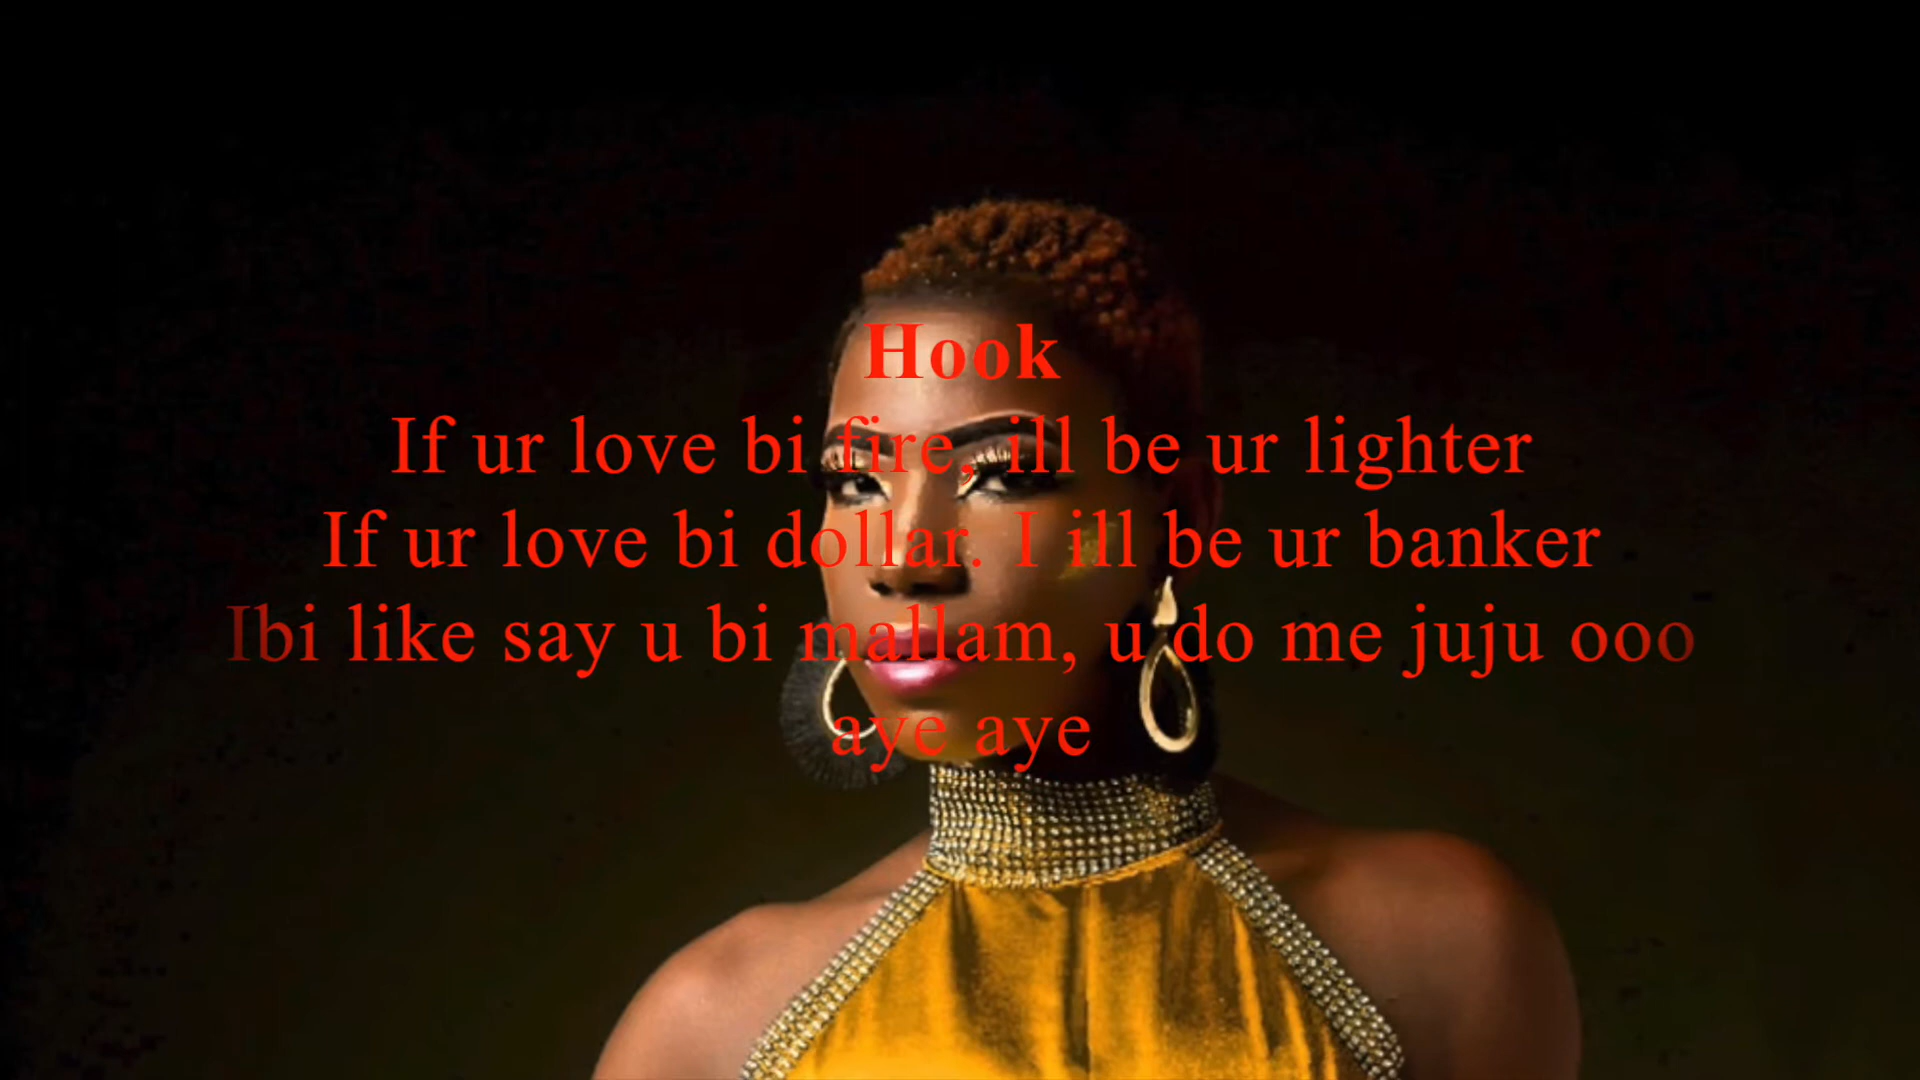 Hook
If ur love bi fire, ill be ur lighter
If ur love bi dollar. I ill be ur banker
Ibi like say u bi mallam, u do me juju ooo
aye aye